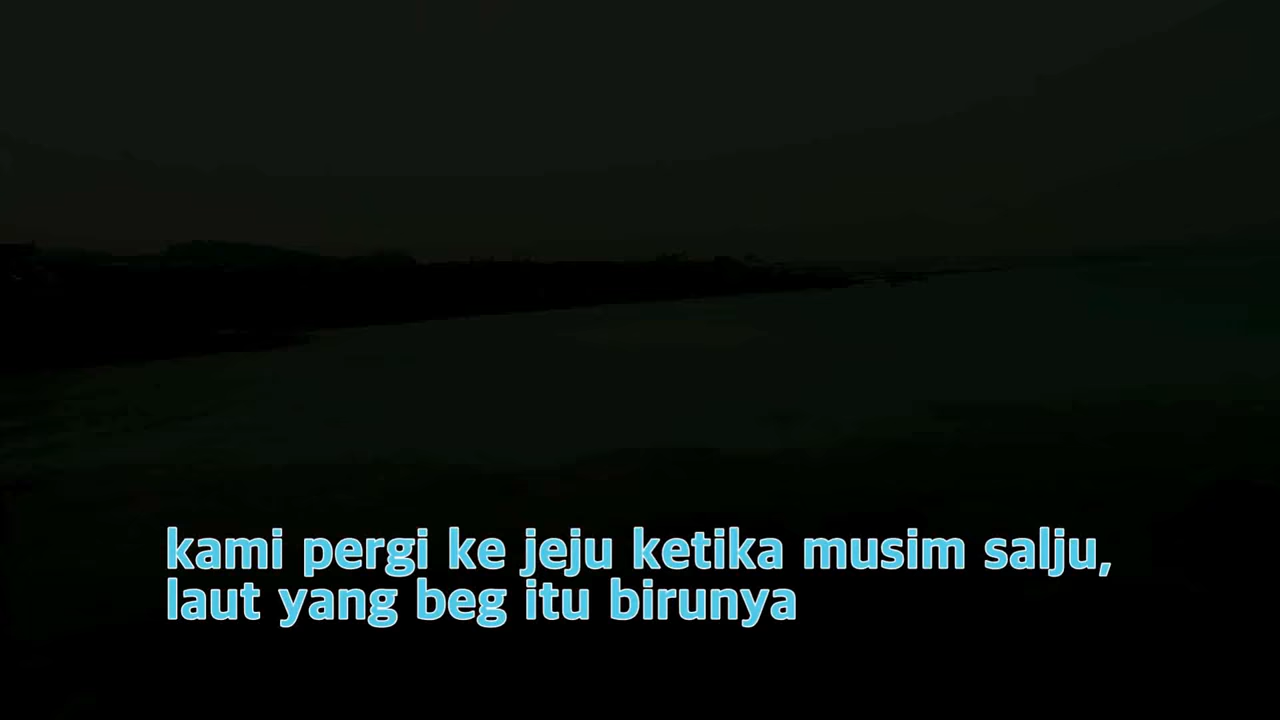 kami pergi ke jeju ketika musim salju,
laut yang beg itu birunya